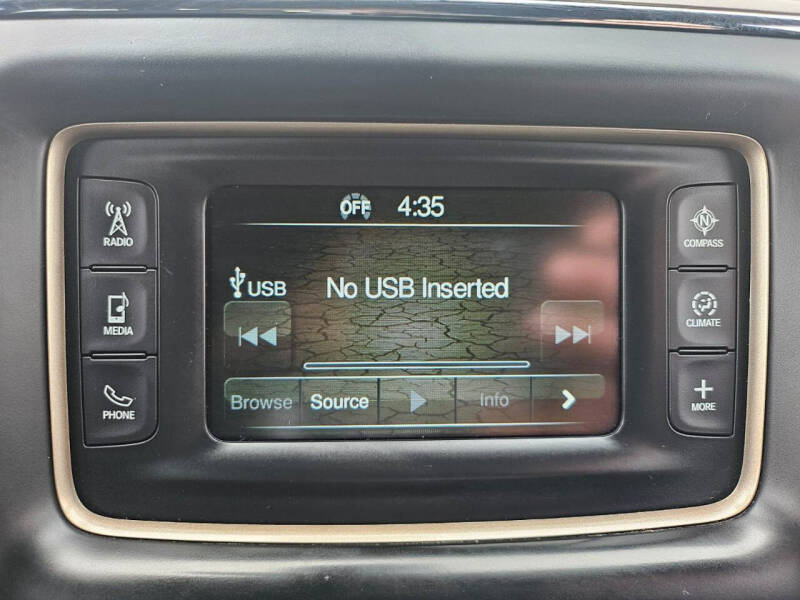 OFF 4:35
RADIO
MEDIA
PHONE
USB
No USB Inserted
Browse Source Info
N
COMPASS
CLIMATE
MORE